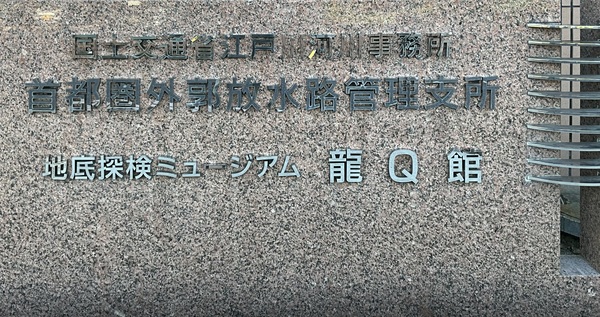 国土交通省江戸川河川事務所
首都圏外郭放水路管理支所
地底探検ミュージアム 龍Q館